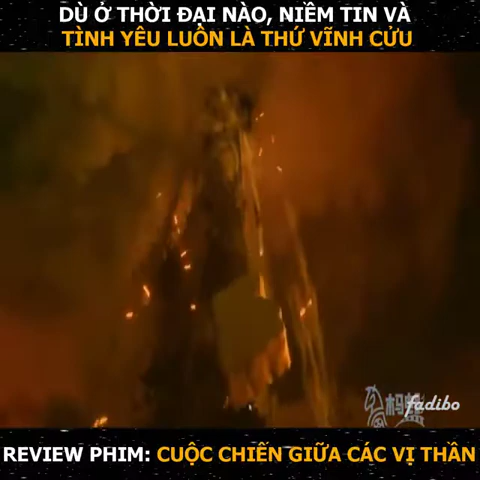 DÙ Ở THỜI ĐẠI NÀO, NIỀM TIN VÀ
TÌNH YÊU LUÔN LÀ THỨ VĨNH CỬU
fadibo
REVIEW PHIM: CUỘC CHIẾN GIỮA CÁC VỊ THẦN